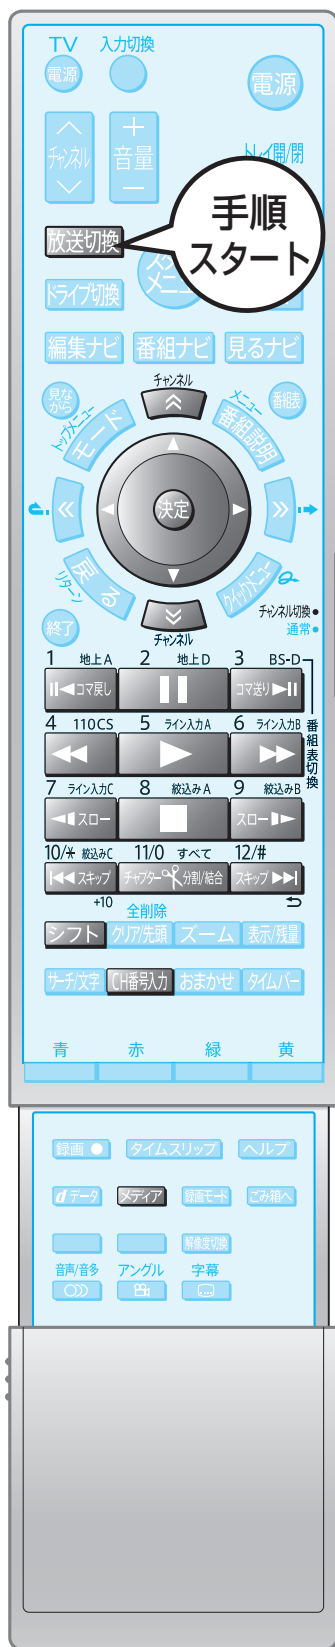 TV 入力切換
電源 電源
チャンネル 音量
トレイ開/閉
手順
スタート
放送切換
ドライブ切換
編集ナビ 番組ナビ 見るナビ
見ながら チャンネル 番組表
トップメニュー モード メニュー 番組説明
決定
リターン 戻る クイックメニュー
終了 チャンネル切換●
チャンネル 通常●
1 地上A 2 地上D 3 BS-D
コマ戻し コマ送り
番組表切換
4 110CS 5 ライン入力A 6 ライン入力B
7 ライン入力C 8 絞込みA 9 絞込みB
スロー スロー
10/* 絞込みC 11/0 すべて 12/#
スキップ チャプター 分割/結合 スキップ
+10
全削除
シフト クリア/先頭 ズーム 表示/残量
サーチ/文字 CH番号入力 おまかせ タイムバー
青 赤 緑 黄
録画 ● タイムスリップ ヘルプ
dデータ メディア 録画モード ごみ箱へ
解像度切換
音声/音多 アングル 字幕